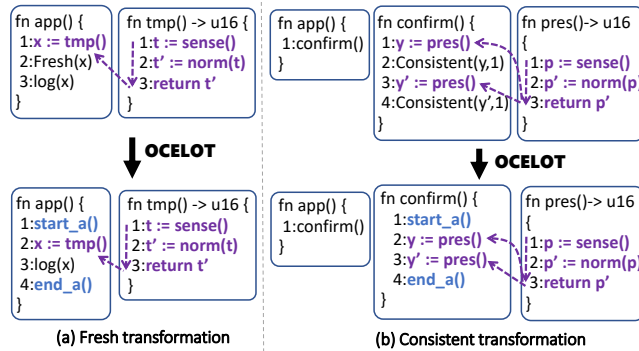 fn app() {
1:x := tmp()
2:Fresh(x)
3:log(x)
}
fn tmp() -> u16 {
1:t := sense()
2:t' := norm(t)
3:return t'
}
OCELOT
fn app() {
1:start_a()
2:x := tmp()
3:log(x)
4:end_a()
}
fn tmp() -> u16 {
1:t := sense()
2:t' := norm(t)
3:return t'
}
(a) Fresh transformation
fn app() {
1:confirm()
}
fn confirm() {
1:y := pres()
2:Consistent(y,1)
3:y' := pres()
4:Consistent(y',1)
}
fn pres()-> u16
{
1:p := sense()
2:p' := norm(p)
3:return p'
}
OCELOT
fn app() {
1:confirm()
}
fn confirm() {
1:start_a()
2:y := pres()
3:y' := pres()
4:end_a()
}
fn pres()-> u16
{
1:p := sense()
2:p' := norm(p)
3:return p'
}
(b) Consistent transformation